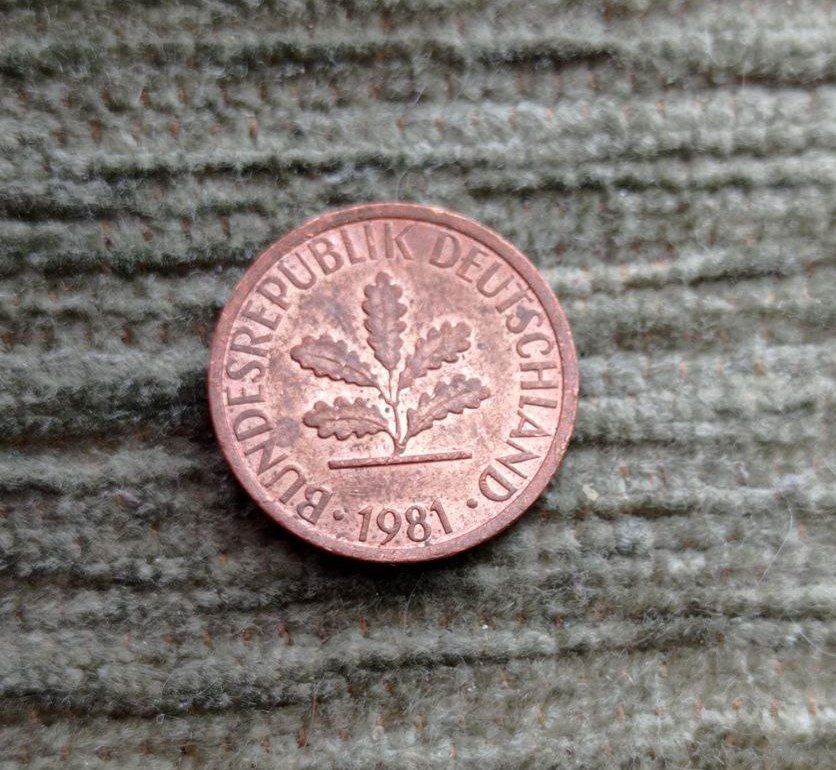 BUNDESREPUBLIK DEUTSCHLAND
· 1981 ·